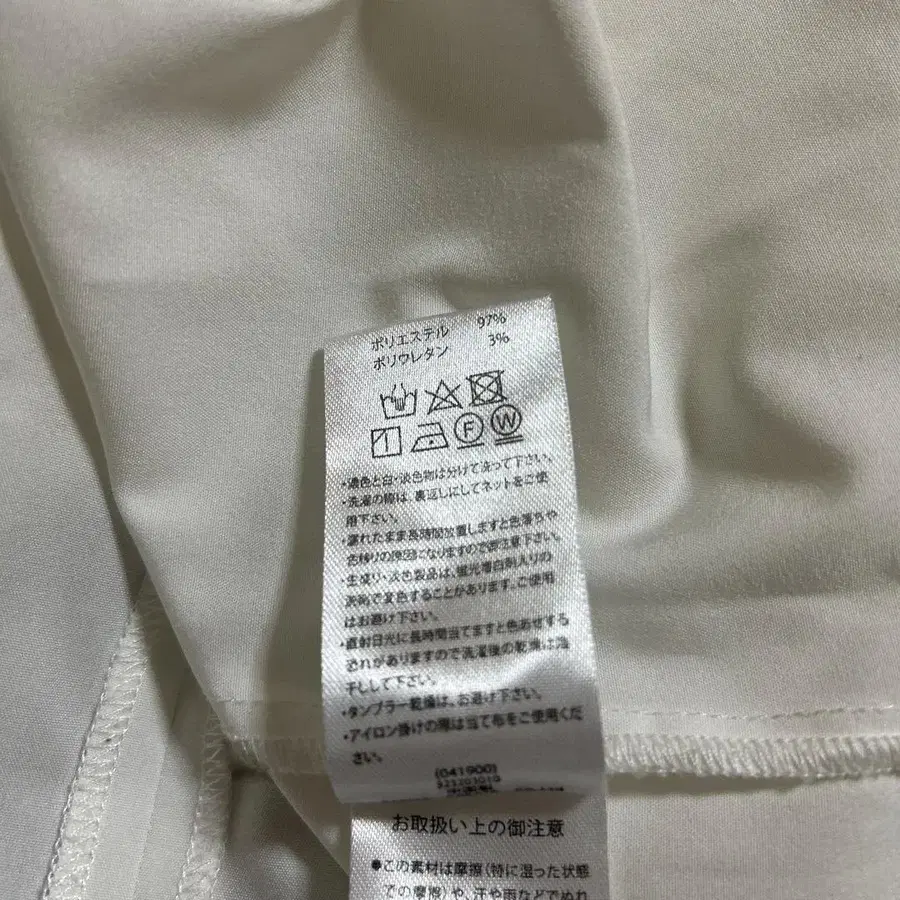 ポリエステル 97%
ポリウレタン 3%
F W
・濃色と白・淡色物は分けて洗って下さい。
・洗濯の際は、裏返しにしてネットをご使
用下さい。
・濡れたまま長時間放置しますと色落ちや
色移りの原因になりますので御注意下さい。
・生成り・淡色製品は、蛍光増白剤入りの
洗剤で変色することがあります。ご使用
はお避け下さい。
・直射日光に長時間当てますと色あせする
恐れがありますので洗濯後の乾燥は陰
干しして下さい。
・タンブラー乾燥は、お避け下さい。
・アイロン掛けの際は当て布をご使用くだ
さい。
(041900)
お取扱い上の御注意
●この素材は摩擦(特に湿った状態
での摩擦)や、汗や雨などでぬれ